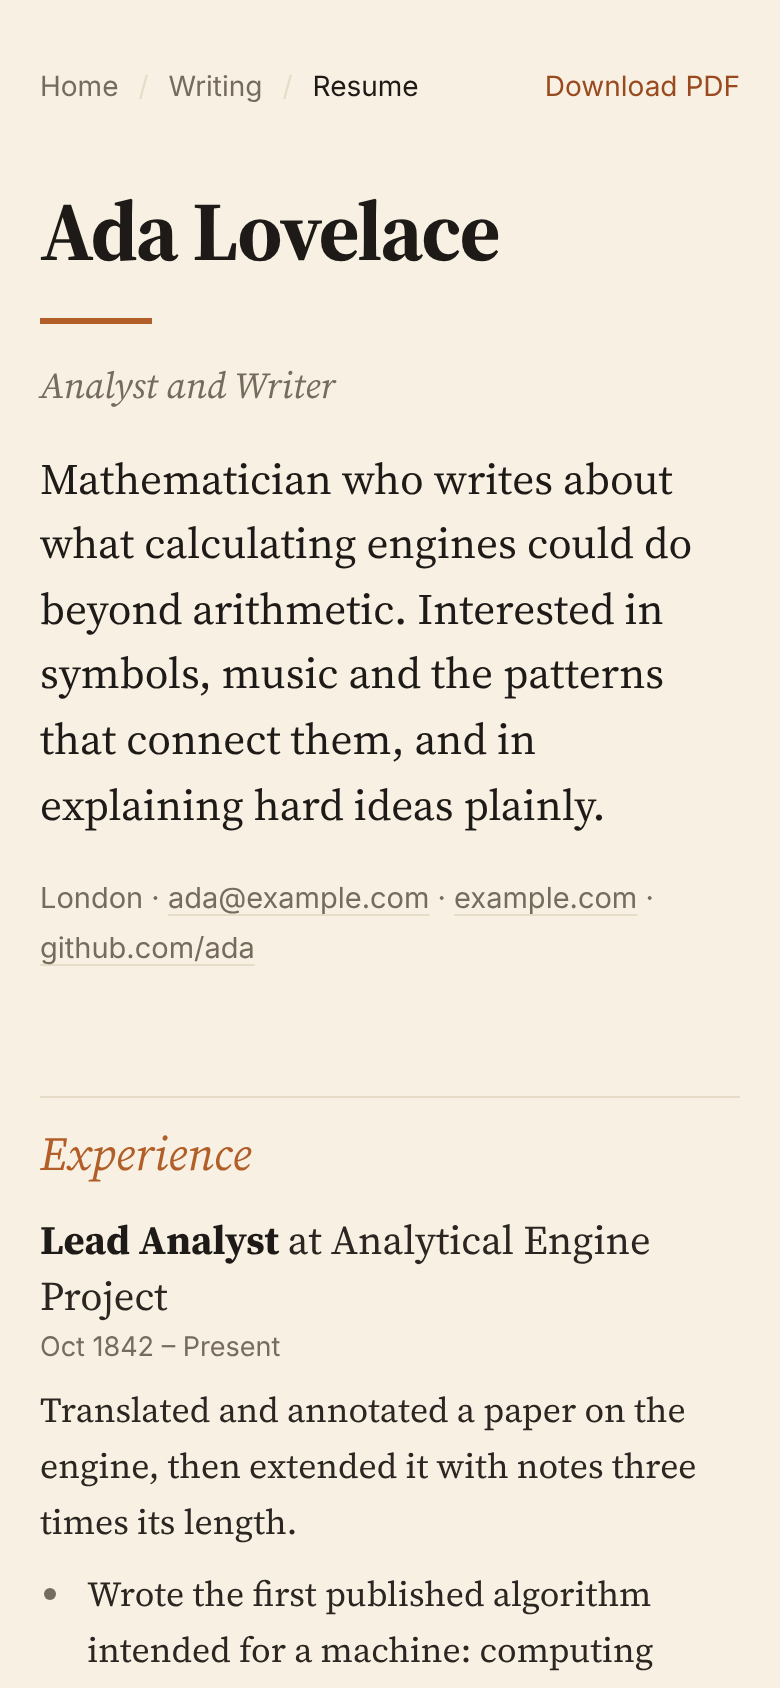 Home / Writing / Resume Download PDF
Ada Lovelace
Analyst and Writer
Mathematician who writes about
what calculating engines could do
beyond arithmetic. Interested in
symbols, music and the patterns
that connect them, and in
explaining hard ideas plainly.
London · ada@example.com · example.com ·
github.com/ada
Experience
Lead Analyst at Analytical Engine
Project
Oct 1842 – Present
Translated and annotated a paper on the
engine, then extended it with notes three
times its length.
• Wrote the first published algorithm
intended for a machine: computing